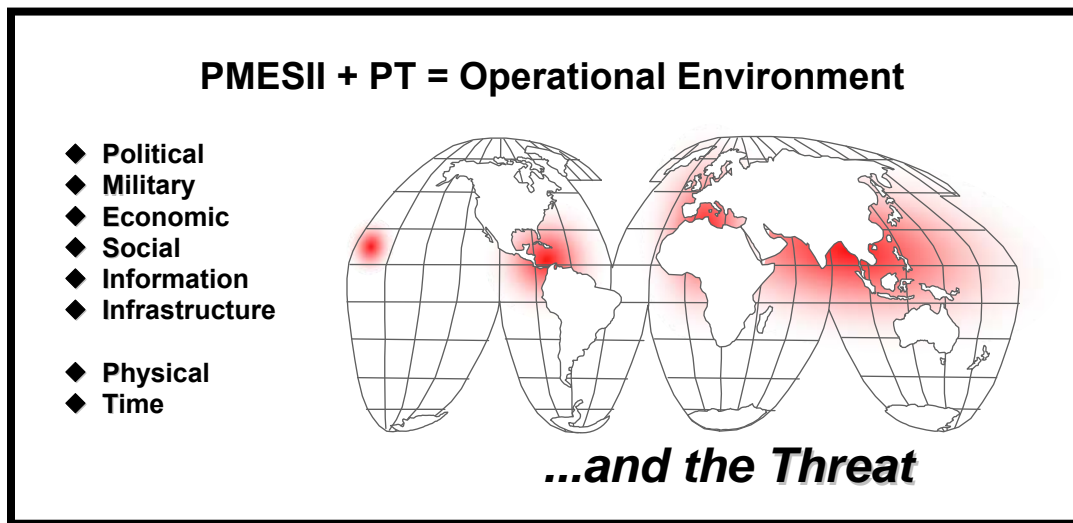 PMESII + PT = Operational Environment
◆ Political
◆ Military
◆ Economic
◆ Social
◆ Information
◆ Infrastructure
◆ Physical
◆ Time
...and the Threat